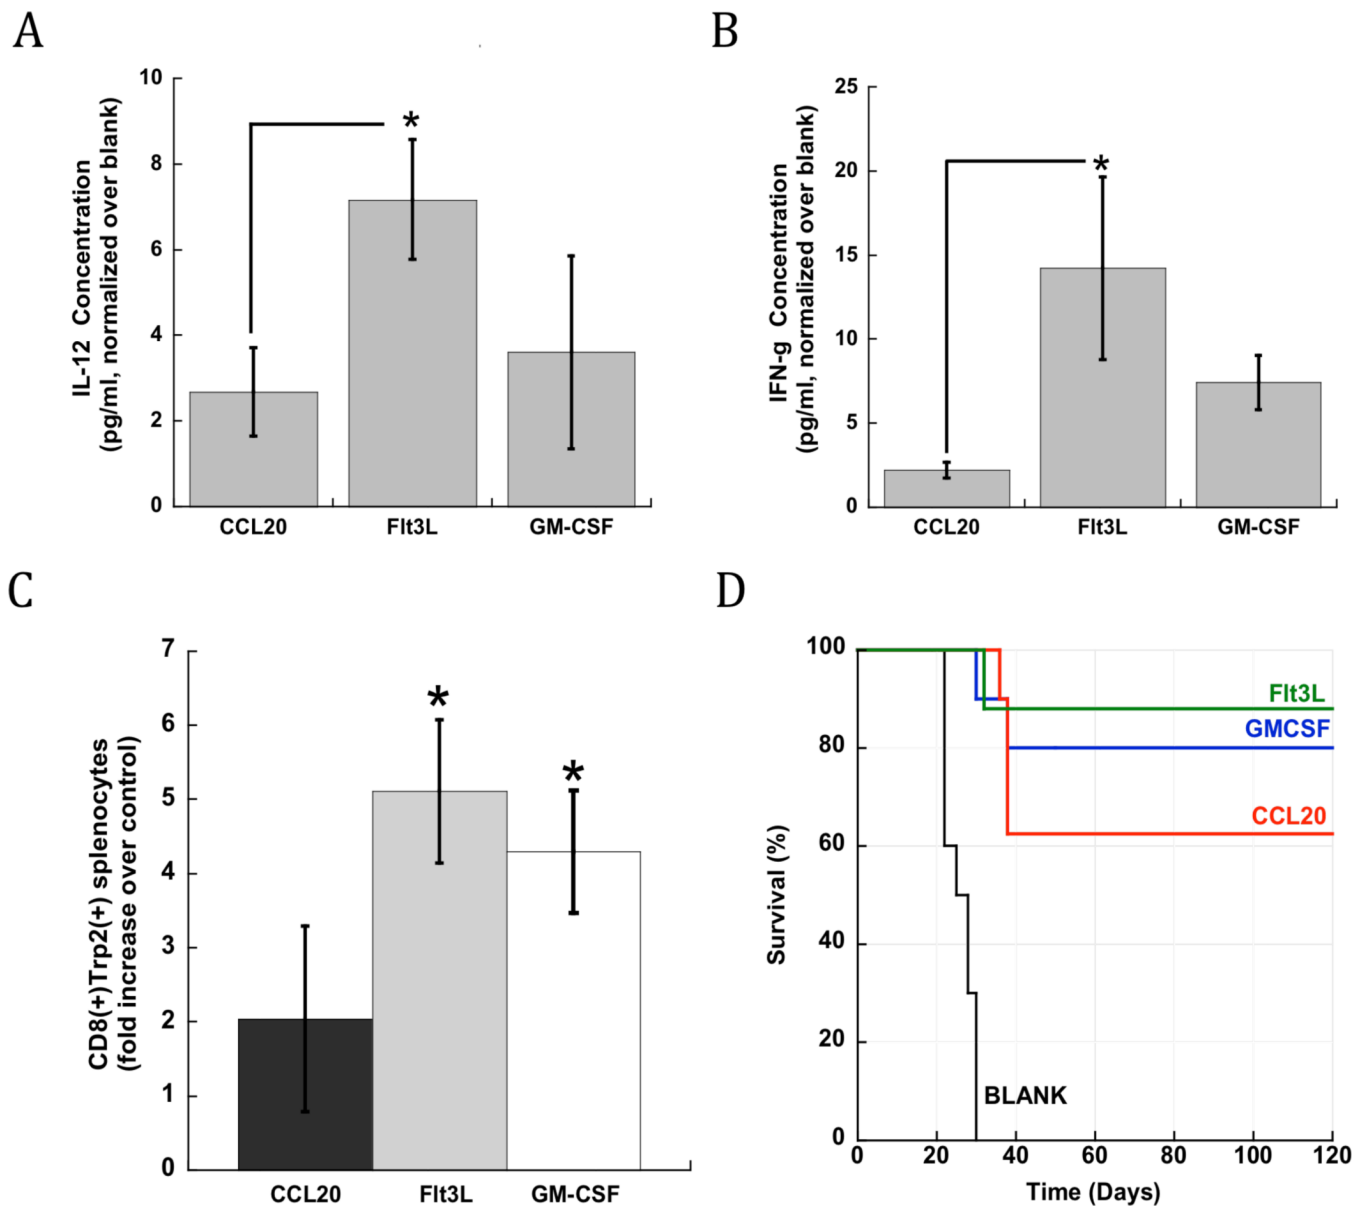 A
IL-12 Concentration
(pg/ml, normalized over blank)
10
8
6
4
2
0
*
CCL20
Flt3L
GM-CSF
B
IFN-g Concentration
(pg/ml, normalized over blank)
25
20
15
10
5
0
*
CCL20
Flt3L
GM-CSF
C
CD8(+)Trp2(+) splenocytes
(fold increase over control)
7
6
5
4
3
2
1
0
*
*
CCL20
Flt3L
GM-CSF
D
Survival (%)
100
80
60
40
20
0
Flt3L
GMCSF
CCL20
BLANK
0
20
40
60
80
100
120
Time (Days)